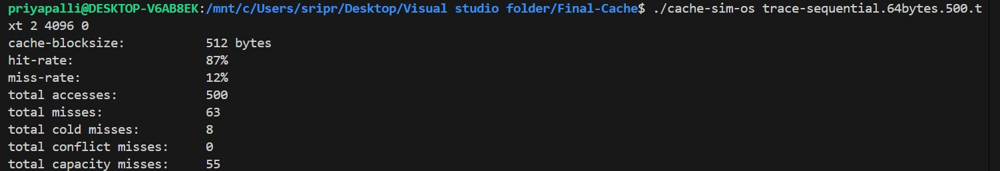 priyapalli@DESKTOP-V6AB8EK:/mnt/c/Users/sripr/Desktop/Visual studio folder/Final-Cache$ ./cache-sim-os trace-sequential.64bytes.500.t
xt 2 4096 0
cache-blocksize: 512 bytes
hit-rate: 87%
miss-rate: 12%
total accesses: 500
total misses: 63
total cold misses: 8
total conflict misses: 0
total capacity misses: 55